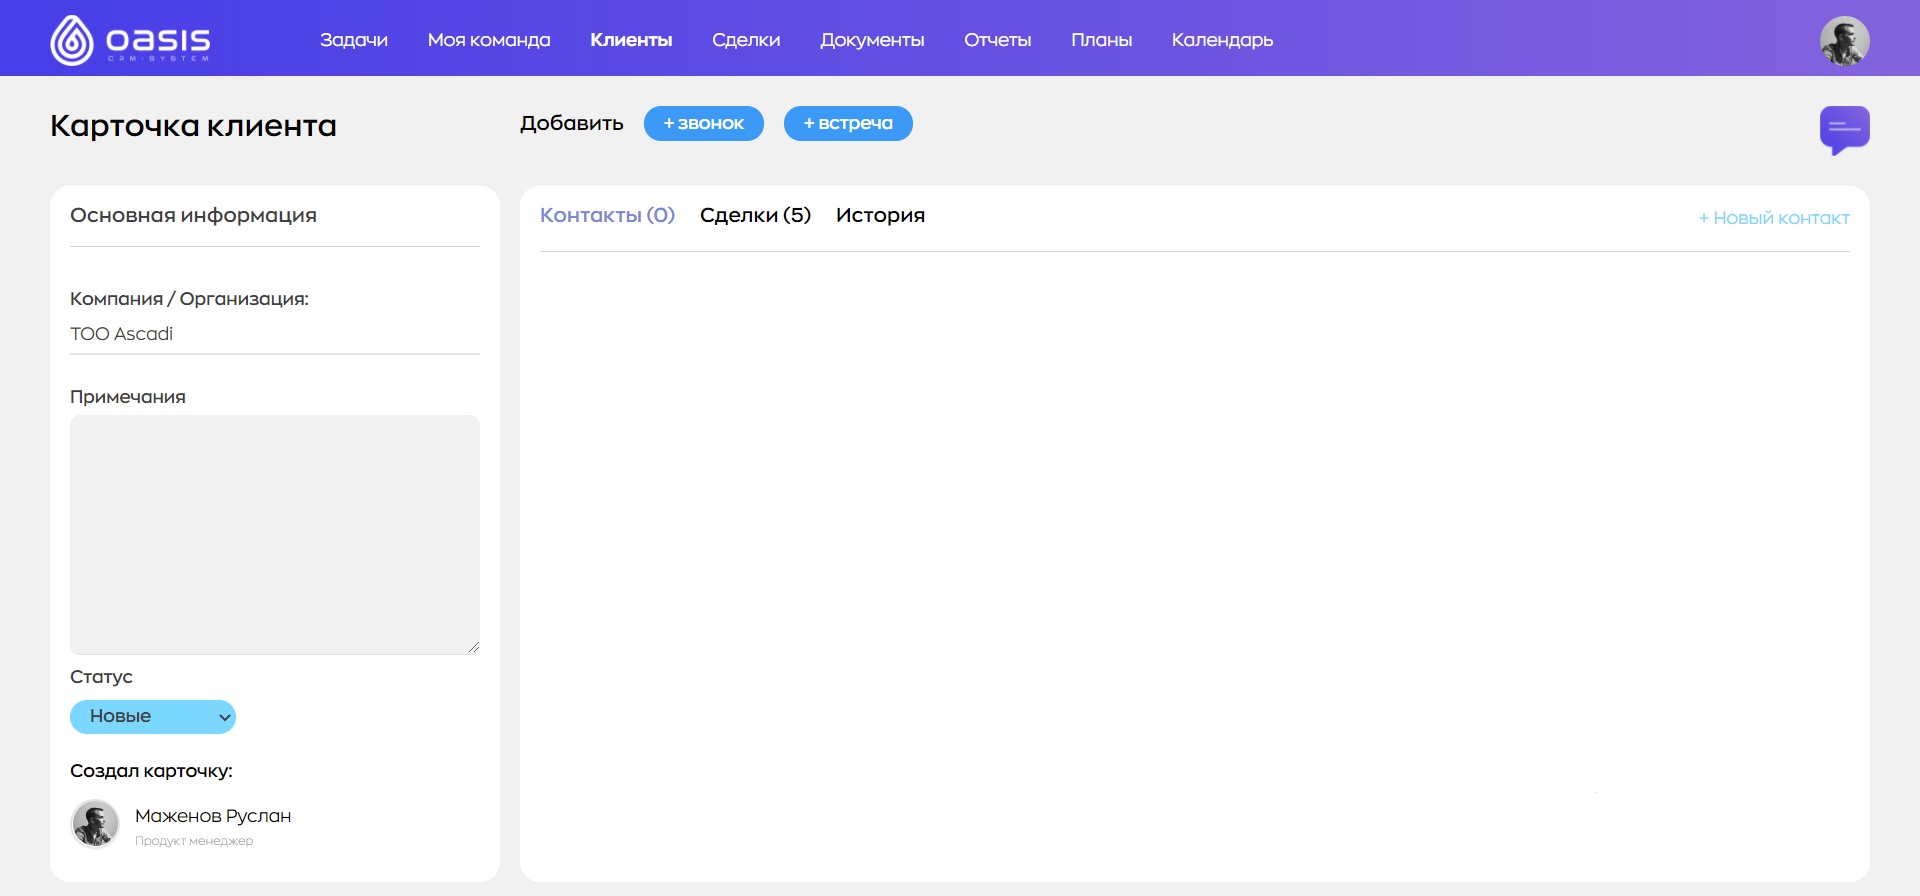 oasis
CRM-SYSTEM
Задачи Моя команда Клиенты Сделки Документы Отчеты Планы Календарь
Карточка клиента
Добавить + звонок + встреча
Основная информация
Компания / Организация:
ТОО Ascadi
Примечания
Статус
Новые
Создал карточку:
Маженов Руслан
Продукт менеджер
Контакты (0) Сделки (5) История
+ Новый контакт